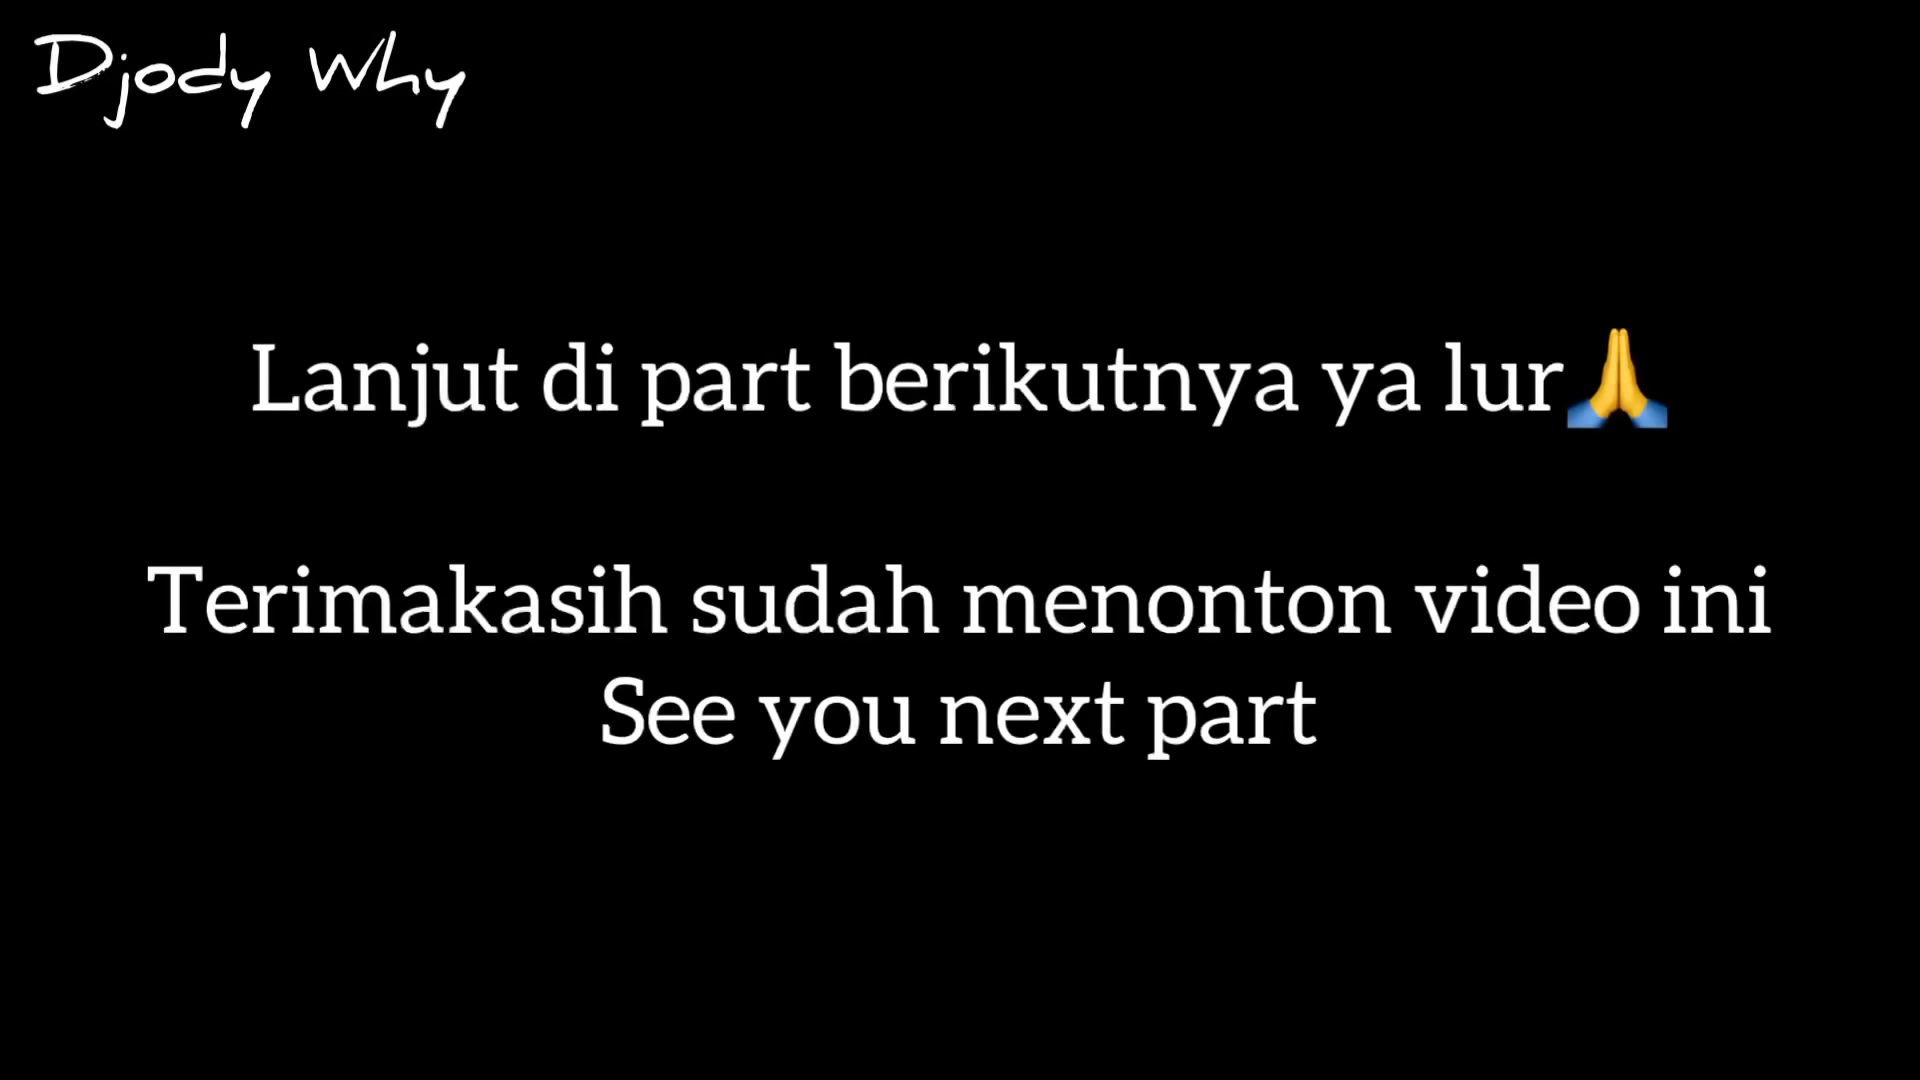 Djody Why
Lanjut di part berikutnya ya lur🙏
Terimakasih sudah menonton video ini
See you next part